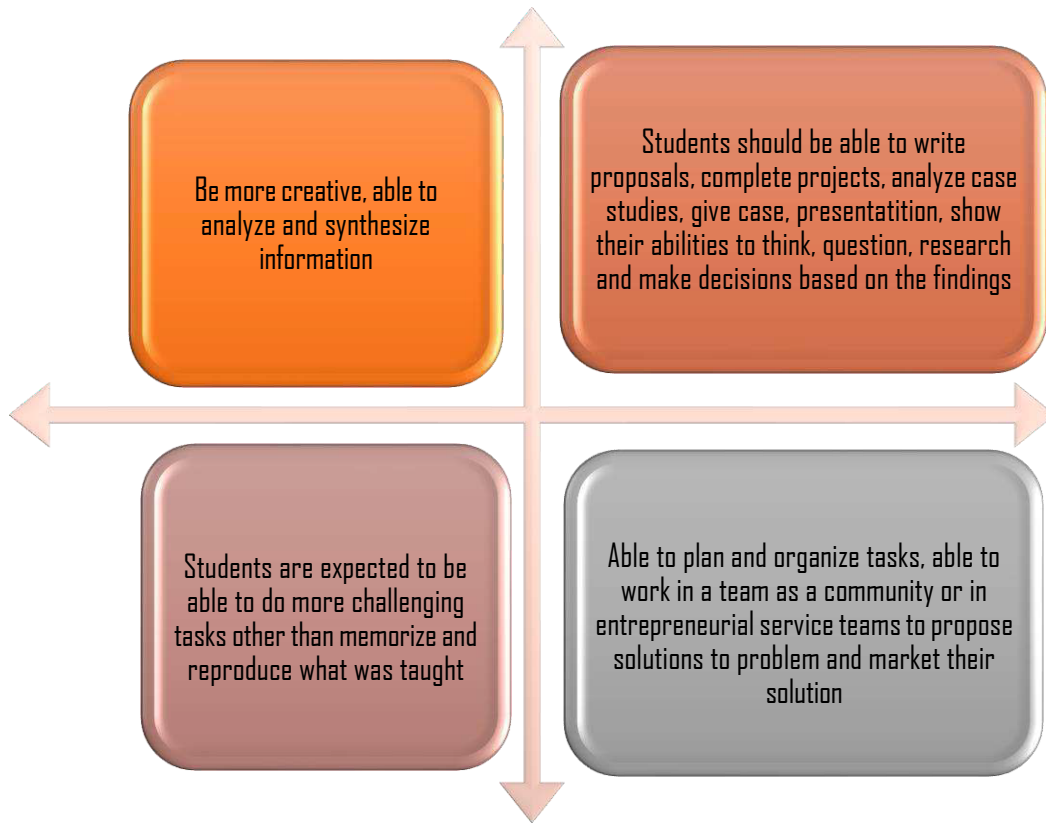 Be more creative, able to
analyze and synthesize
information
Students should be able to write
proposals, complete projects, analyze case
studies, give case, presentatition, show
their abilities to think, question, research
and make decisions based on the findings
Students are expected to be
able to do more challenging
tasks other than memorize and
reproduce what was taught
Able to plan and organize tasks, able to
work in a team as a community or in
entrepreneurial service teams to propose
solutions to problem and market their
solution